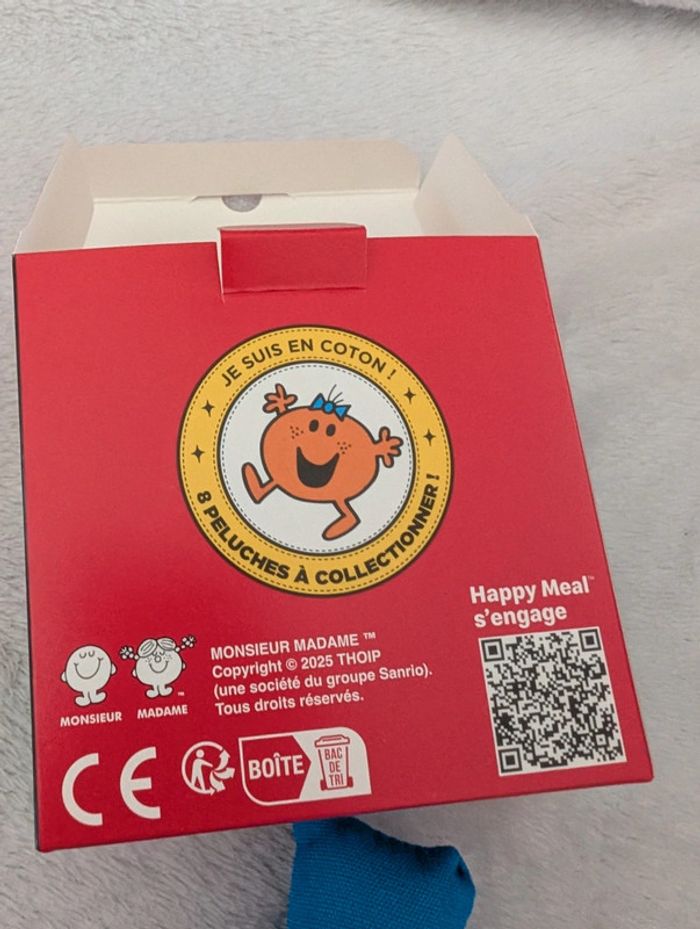 JE SUIS EN COTON !
8 PELUCHES À COLLECTIONNER !
Happy Meal™
s'engage
MONSIEUR MADAME ™
Copyright © 2025 THOIP
(une société du groupe Sanrio).
Tous droits réservés.
MONSIEUR
MADAME
TM
CE
BOÎTE
BAC
DE
TRI